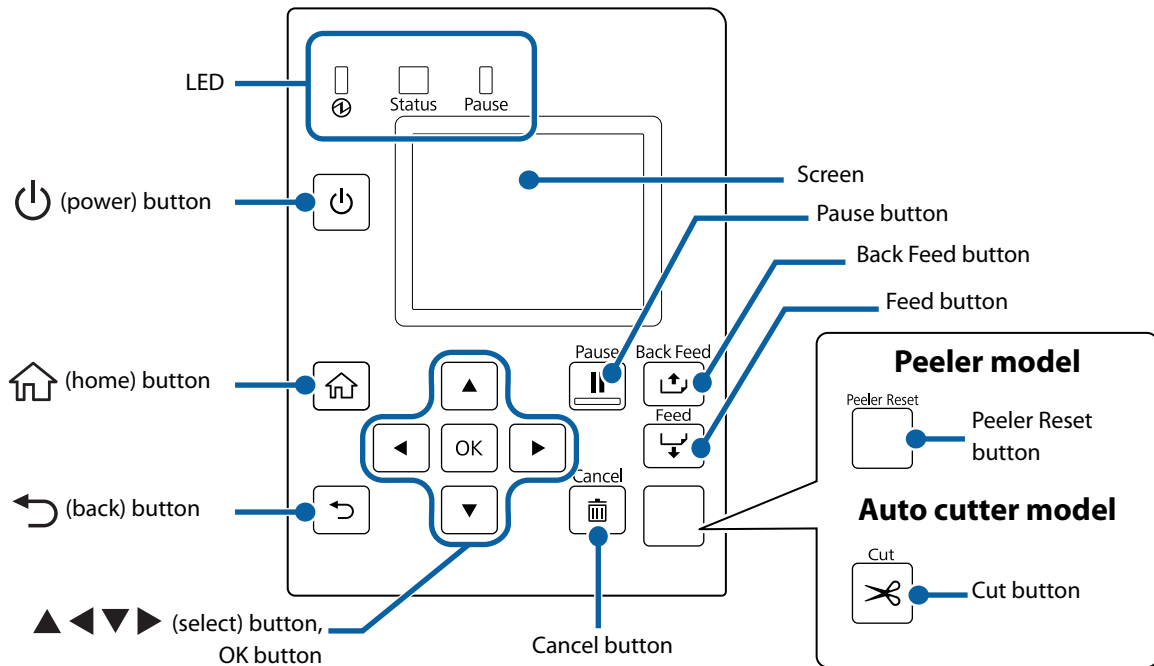 LED
Status
Pause
(power) button
Screen
Pause button
Back Feed button
Feed button
(home) button
Pause
Back Feed
Feed
OK
Cancel
(back) button
▲◀▼▶ (select) button,
OK button
Cancel button
Peeler model
Peeler Reset
Peeler Reset
button
Auto cutter model
Cut
Cut button